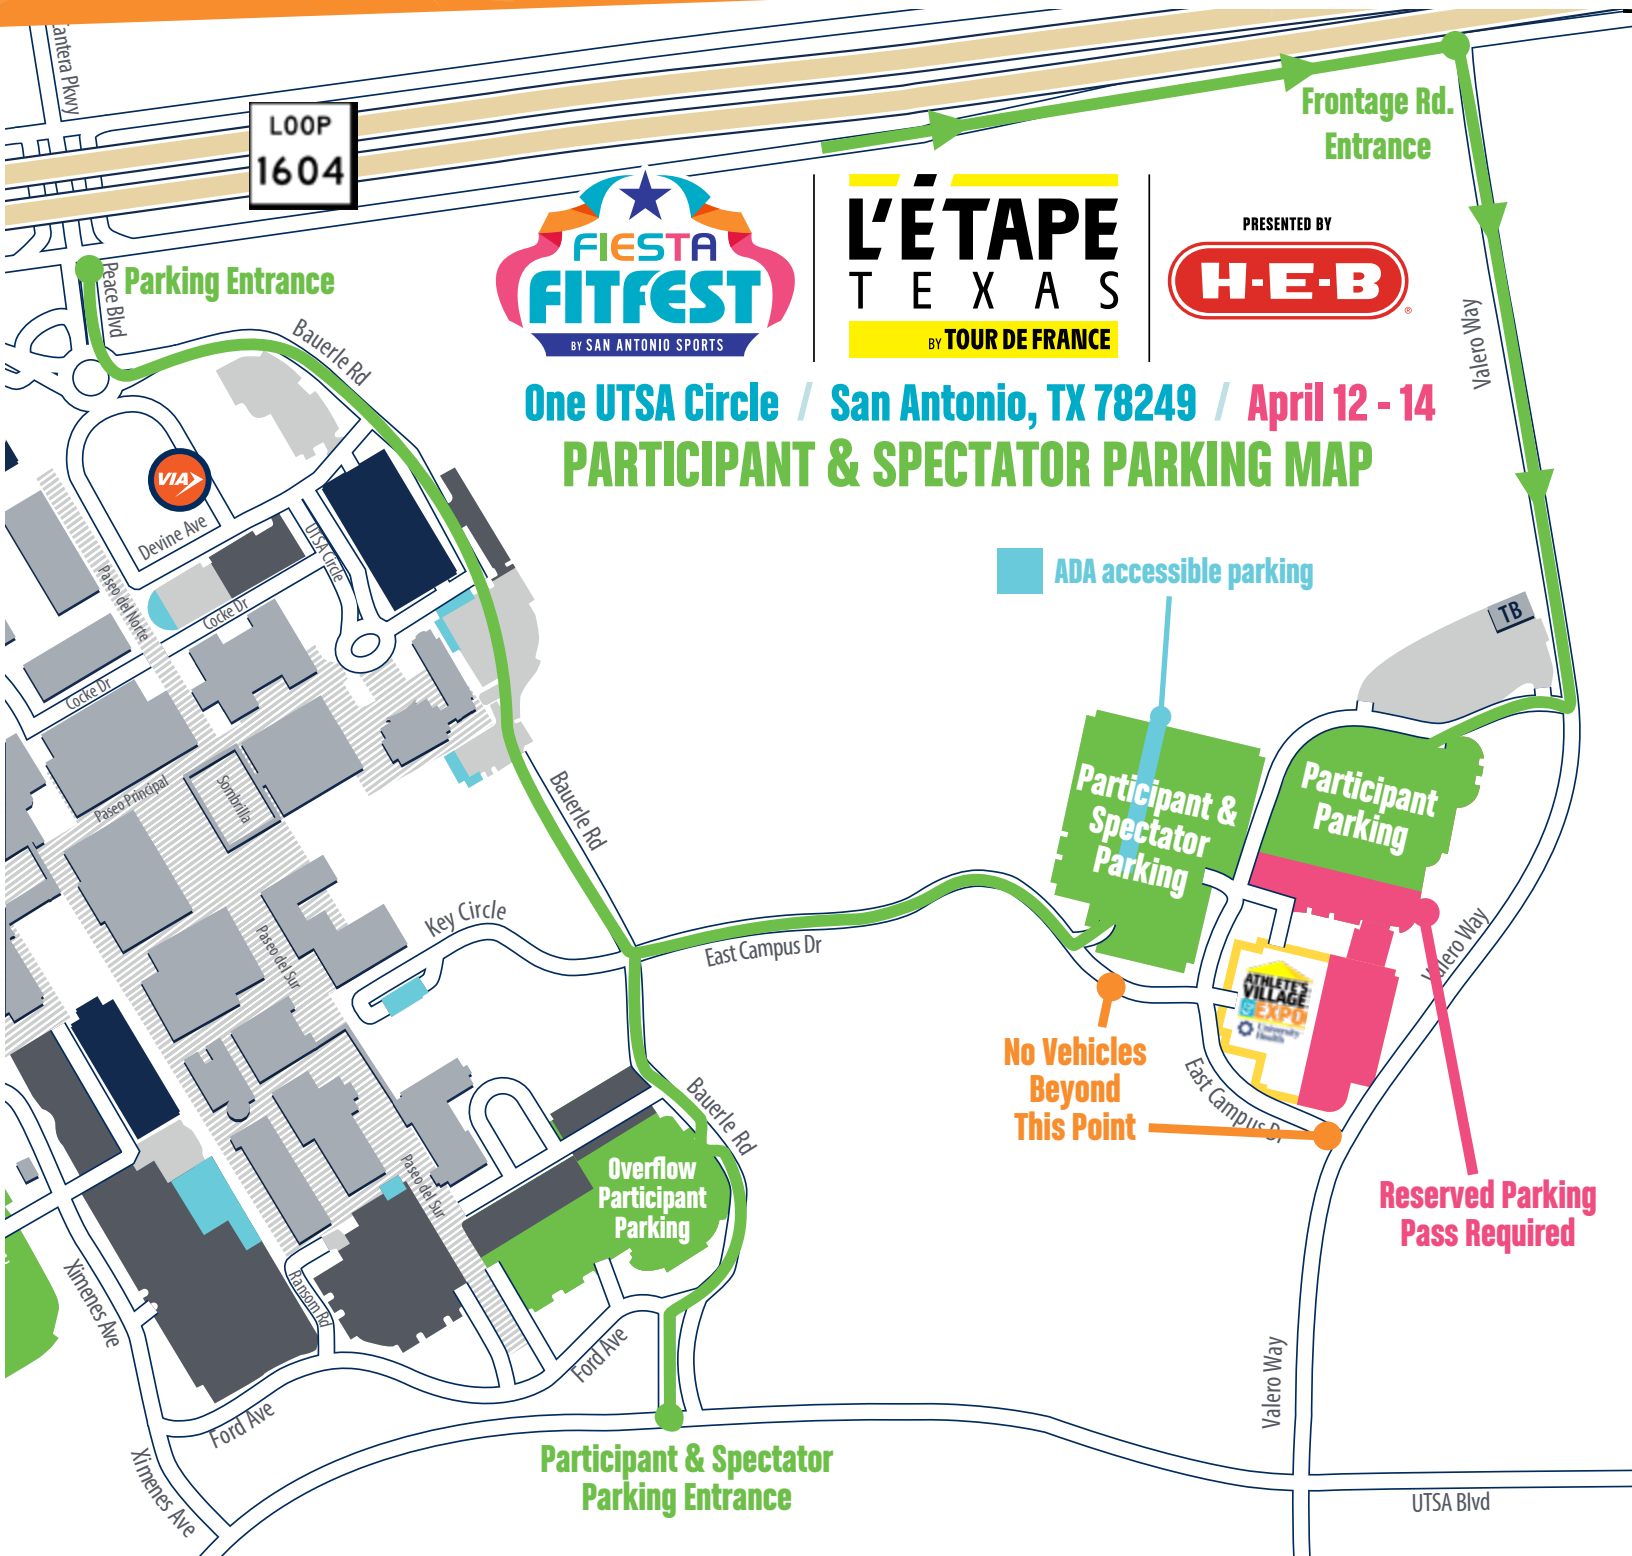 antera Pkwy
LOOP
1604
Frontage Rd.
Entrance
Peace Blvd
Parking Entrance
Bauerle Rd
FIESTA
FITFEST
BY SAN ANTONIO SPORTS
L'ÉTAPE
TEXAS
BY TOUR DE FRANCE
PRESENTED BY
H-E-B
®
Valero Way
One UTSA Circle / San Antonio, TX 78249 / April 12 - 14
PARTICIPANT & SPECTATOR PARKING MAP
VIA
Devine Ave
UTSA Circle
Paseo del Norte
Cocke Dr
Cocke Dr
ADA accessible parking
TB
Paseo Principal
Sombrilla
Bauerle Rd
Participant &
Spectator
Parking
Participant
Parking
Key Circle
East Campus Dr
Paseo del Sur
Valero Way
ATHLETE'S
VILLAGE
& EXPO
University
Health
No Vehicles
Beyond
This Point
East Campus Dr
Bauerle Rd
Overflow
Participant
Parking
Paseo del Sur
Reserved Parking
Pass Required
Ximenes Ave
Ransom Rd
Ford Ave
Ford Ave
Valero Way
Ximenes Ave
Participant & Spectator
Parking Entrance
UTSA Blvd